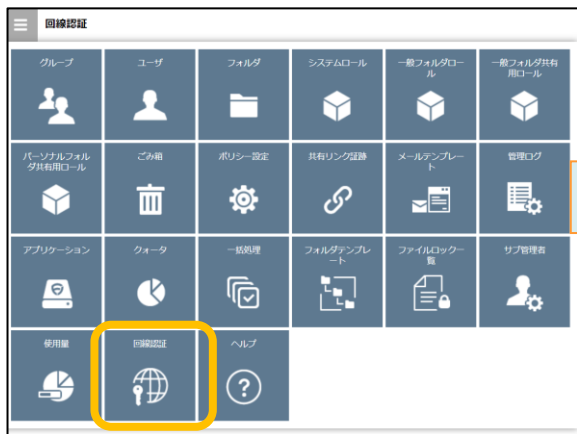 回線認証
グループ
ユーザ
フォルダ
システムロール
一般フォルダロー
ル
一般フォルダ共有
用ロール
パーソナルフォル
ダ共有用ロール
ごみ箱
ポリシー設定
共有リンク証跡
メールテンプレー
ト
管理ログ
アプリケーション
クォータ
一括処理
フォルダテンプレ
ート
ファイルロック一
覧
サブ管理者
使用量
回線認証
ヘルプ